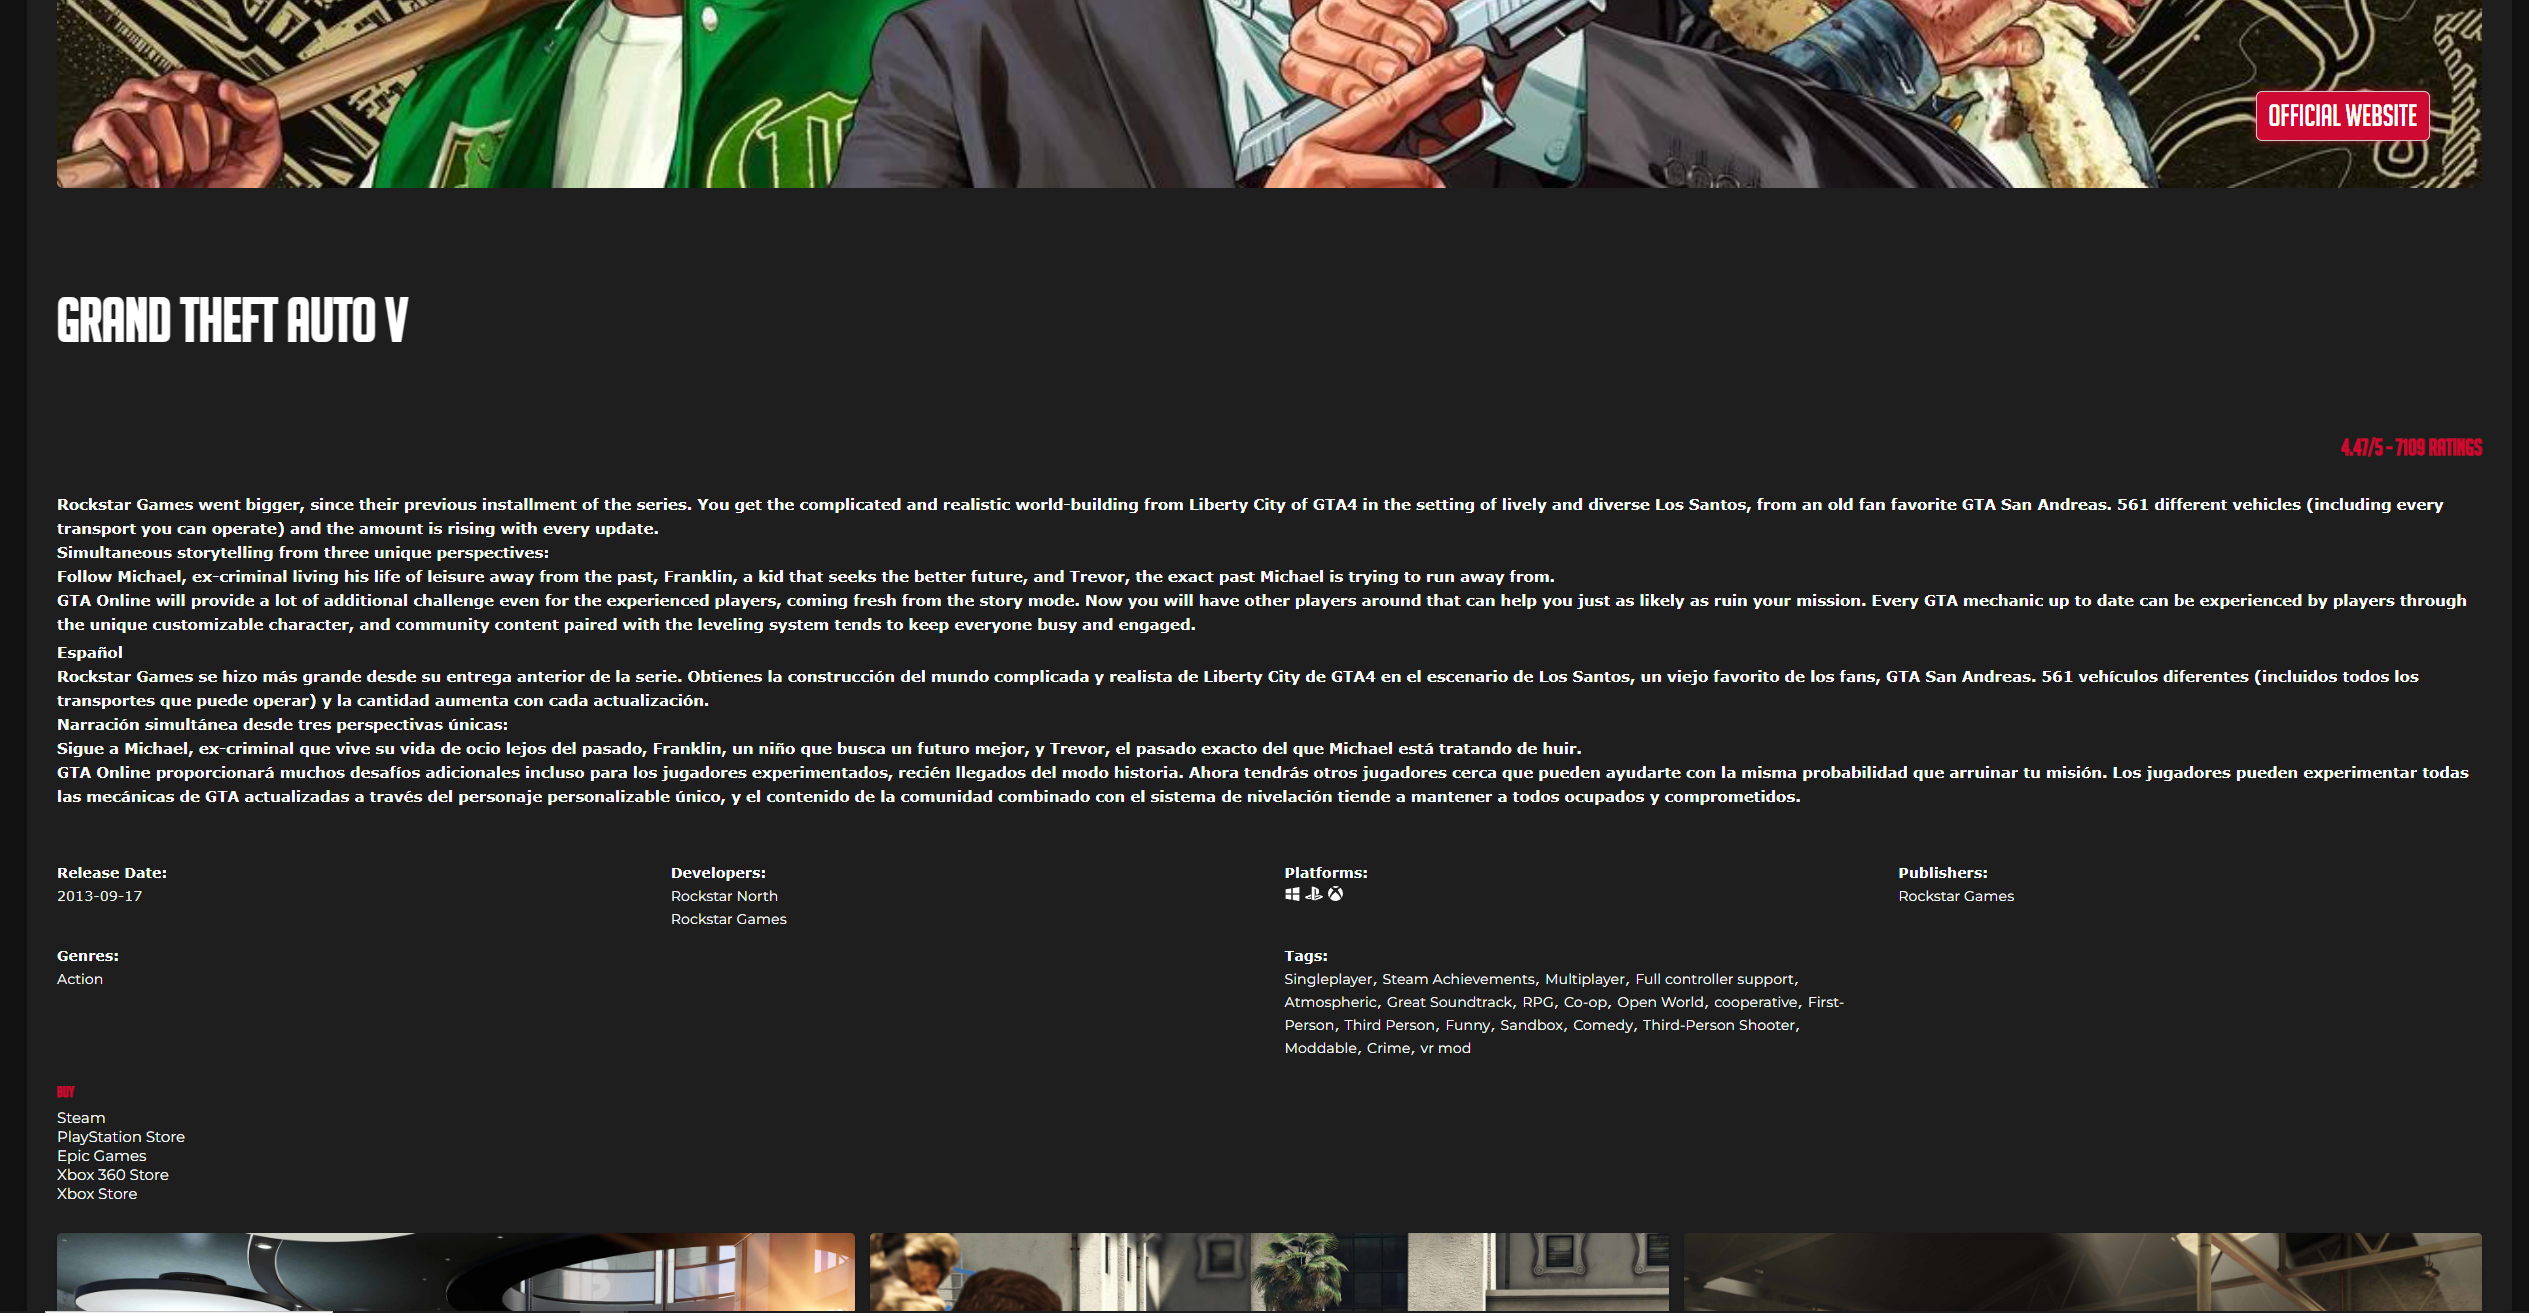 OFFICIAL WEBSITE
GRAND THEFT AUTO V
4.47/5 - 7109 RATINGS
Rockstar Games went bigger, since their previous installment of the series. You get the complicated and realistic world-building from Liberty City of GTA4 in the setting of lively and diverse Los Santos, from an old fan favorite GTA San Andreas. 561 different vehicles (including every
transport you can operate) and the amount is rising with every update.
Simultaneous storytelling from three unique perspectives:
Follow Michael, ex-criminal living his life of leisure away from the past, Franklin, a kid that seeks the better future, and Trevor, the exact past Michael is trying to run away from.
GTA Online will provide a lot of additional challenge even for the experienced players, coming fresh from the story mode. Now you will have other players around that can help you just as likely as ruin your mission. Every GTA mechanic up to date can be experienced by players through
the unique customizable character, and community content paired with the leveling system tends to keep everyone busy and engaged.
Español
Rockstar Games se hizo más grande desde su entrega anterior de la serie. Obtienes la construcción del mundo complicada y realista de Liberty City de GTA4 en el escenario de Los Santos, un viejo favorito de los fans, GTA San Andreas. 561 vehículos diferentes (incluidos todos los
transportes que puede operar) y la cantidad aumenta con cada actualización.
Narración simultánea desde tres perspectivas únicas:
Sigue a Michael, ex-criminal que vive su vida de ocio lejos del pasado, Franklin, un niño que busca un futuro mejor, y Trevor, el pasado exacto del que Michael está tratando de huir.
GTA Online proporcionará muchos desafíos adicionales incluso para los jugadores experimentados, recién llegados del modo historia. Ahora tendrás otros jugadores cerca que pueden ayudarte con la misma probabilidad que arruinar tu misión. Los jugadores pueden experimentar todas
las mecánicas de GTA actualizadas a través del personaje personalizable único, y el contenido de la comunidad combinado con el sistema de nivelación tiende a mantener a todos ocupados y comprometidos.
Release Date:
2013-09-17
Developers:
Rockstar North
Rockstar Games
Platforms:
Publishers:
Rockstar Games
Genres:
Action
Tags:
Singleplayer, Steam Achievements, Multiplayer, Full controller support,
Atmospheric, Great Soundtrack, RPG, Co-op, Open World, cooperative, First-
Person, Third Person, Funny, Sandbox, Comedy, Third-Person Shooter,
Moddable, Crime, vr mod
BUY
Steam
PlayStation Store
Epic Games
Xbox 360 Store
Xbox Store